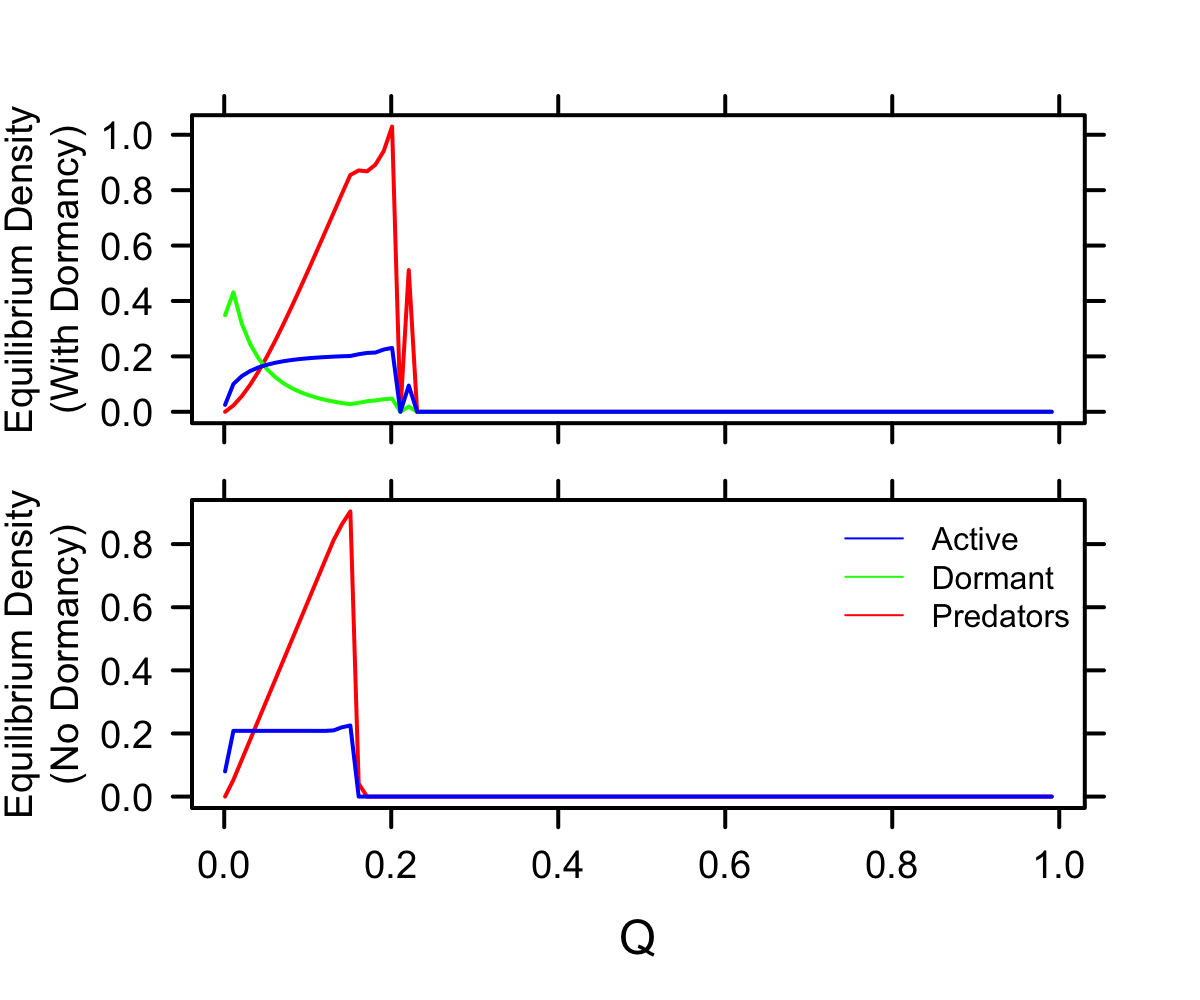 Equilibrium Density
(With Dormancy)
1.0
0.8
0.6
0.4
0.2
0.0
Equilibrium Density
(No Dormancy)
0.8
0.6
0.4
0.2
0.0
Active
Dormant
Predators
0.0 0.2 0.4 0.6 0.8 1.0
Q